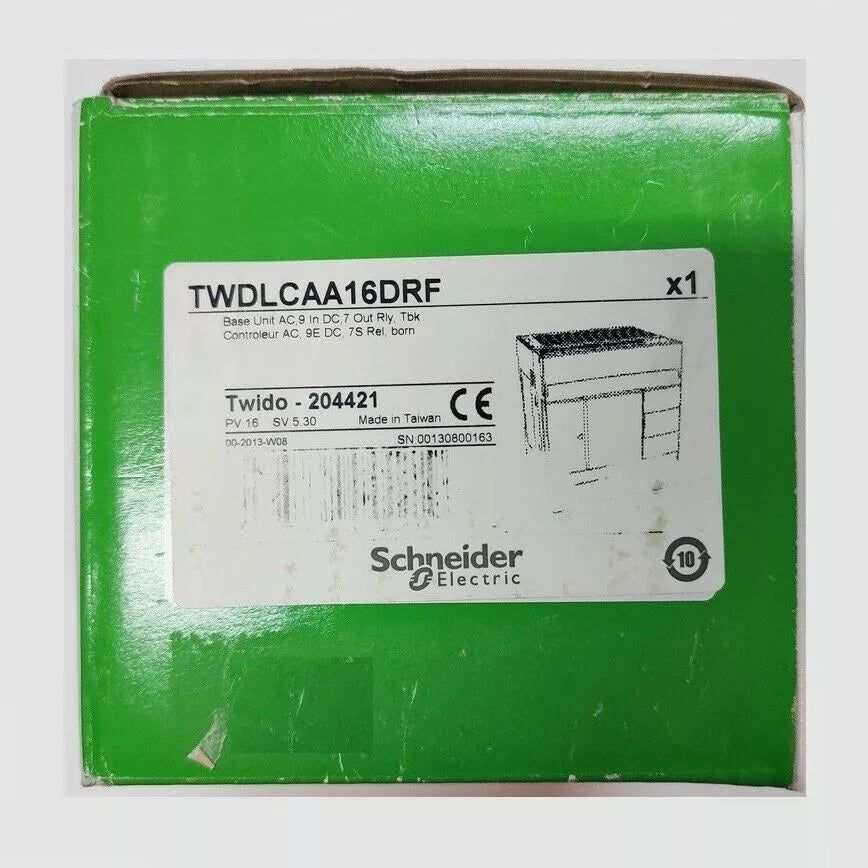 TWDLCAA16DRF
x1
Base Unit AC,9 In DC,7 Out Rly, Tbk
Controleur AC, 9E DC, 7S Rel, born
Twido - 204421
PV 16 SV 5.30 Made in Taiwan CE
00-2013-W08 SN 00130800163
Schneider
Electric
10